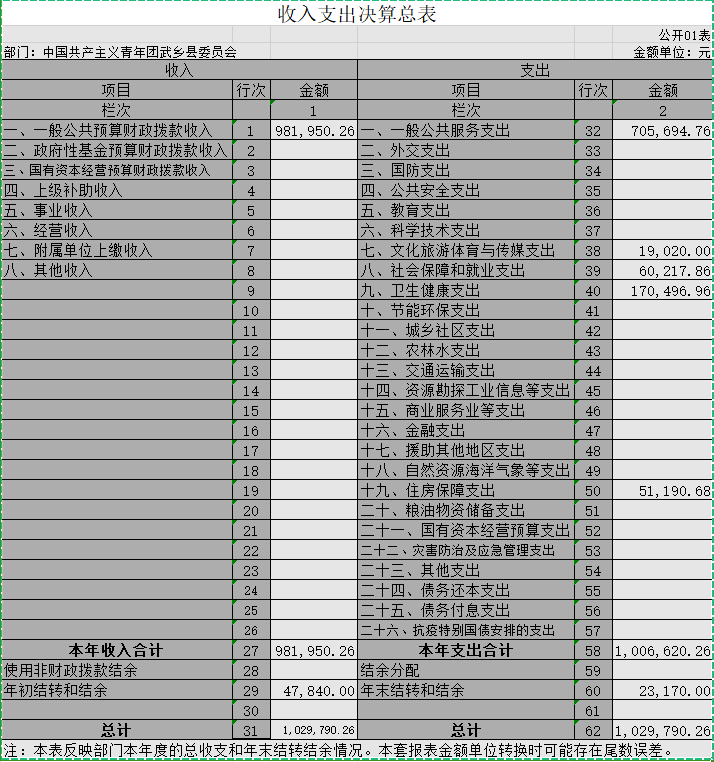 收入支出决算总表
公开01表
部门：中国共产主义青年团武乡县委员会 金额单位：元
收入 支出
项目 行次 金额 项目 行次 金额
栏次 1 栏次 2
一、一般公共预算财政拨款收入 1 981,950.26 一、一般公共服务支出 32 705,694.76
二、政府性基金预算财政拨款收入 2 二、外交支出 33
三、国有资本经营预算财政拨款收入 3 三、国防支出 34
四、上级补助收入 4 四、公共安全支出 35
五、事业收入 5 五、教育支出 36
六、经营收入 6 六、科学技术支出 37
七、附属单位上缴收入 7 七、文化旅游体育与传媒支出 38 19,020.00
八、其他收入 8 八、社会保障和就业支出 39 60,217.86
9 九、卫生健康支出 40 170,496.96
10 十、节能环保支出 41
11 十一、城乡社区支出 42
12 十二、农林水支出 43
13 十三、交通运输支出 44
14 十四、资源勘探工业信息等支出 45
15 十五、商业服务业等支出 46
16 十六、金融支出 47
17 十七、援助其他地区支出 48
18 十八、自然资源海洋气象等支出 49
19 十九、住房保障支出 50 51,190.68
20 二十、粮油物资储备支出 51
21 二十一、国有资本经营预算支出 52
22 二十二、灾害防治及应急管理支出 53
23 二十三、其他支出 54
24 二十四、债务还本支出 55
25 二十五、债务付息支出 56
26 二十六、抗疫特别国债安排的支出 57
本年收入合计 27 981,950.26 本年支出合计 58 1,006,620.26
使用非财政拨款结余 28 结余分配 59
年初结转和结余 29 47,840.00 年末结转和结余 60 23,170.00
30 61
总计 31 1,029,790.26 总计 62 1,029,790.26
注：本表反映部门本年度的总收支和年末结转结余情况。本套报表金额单位转换时可能存在尾数误差。